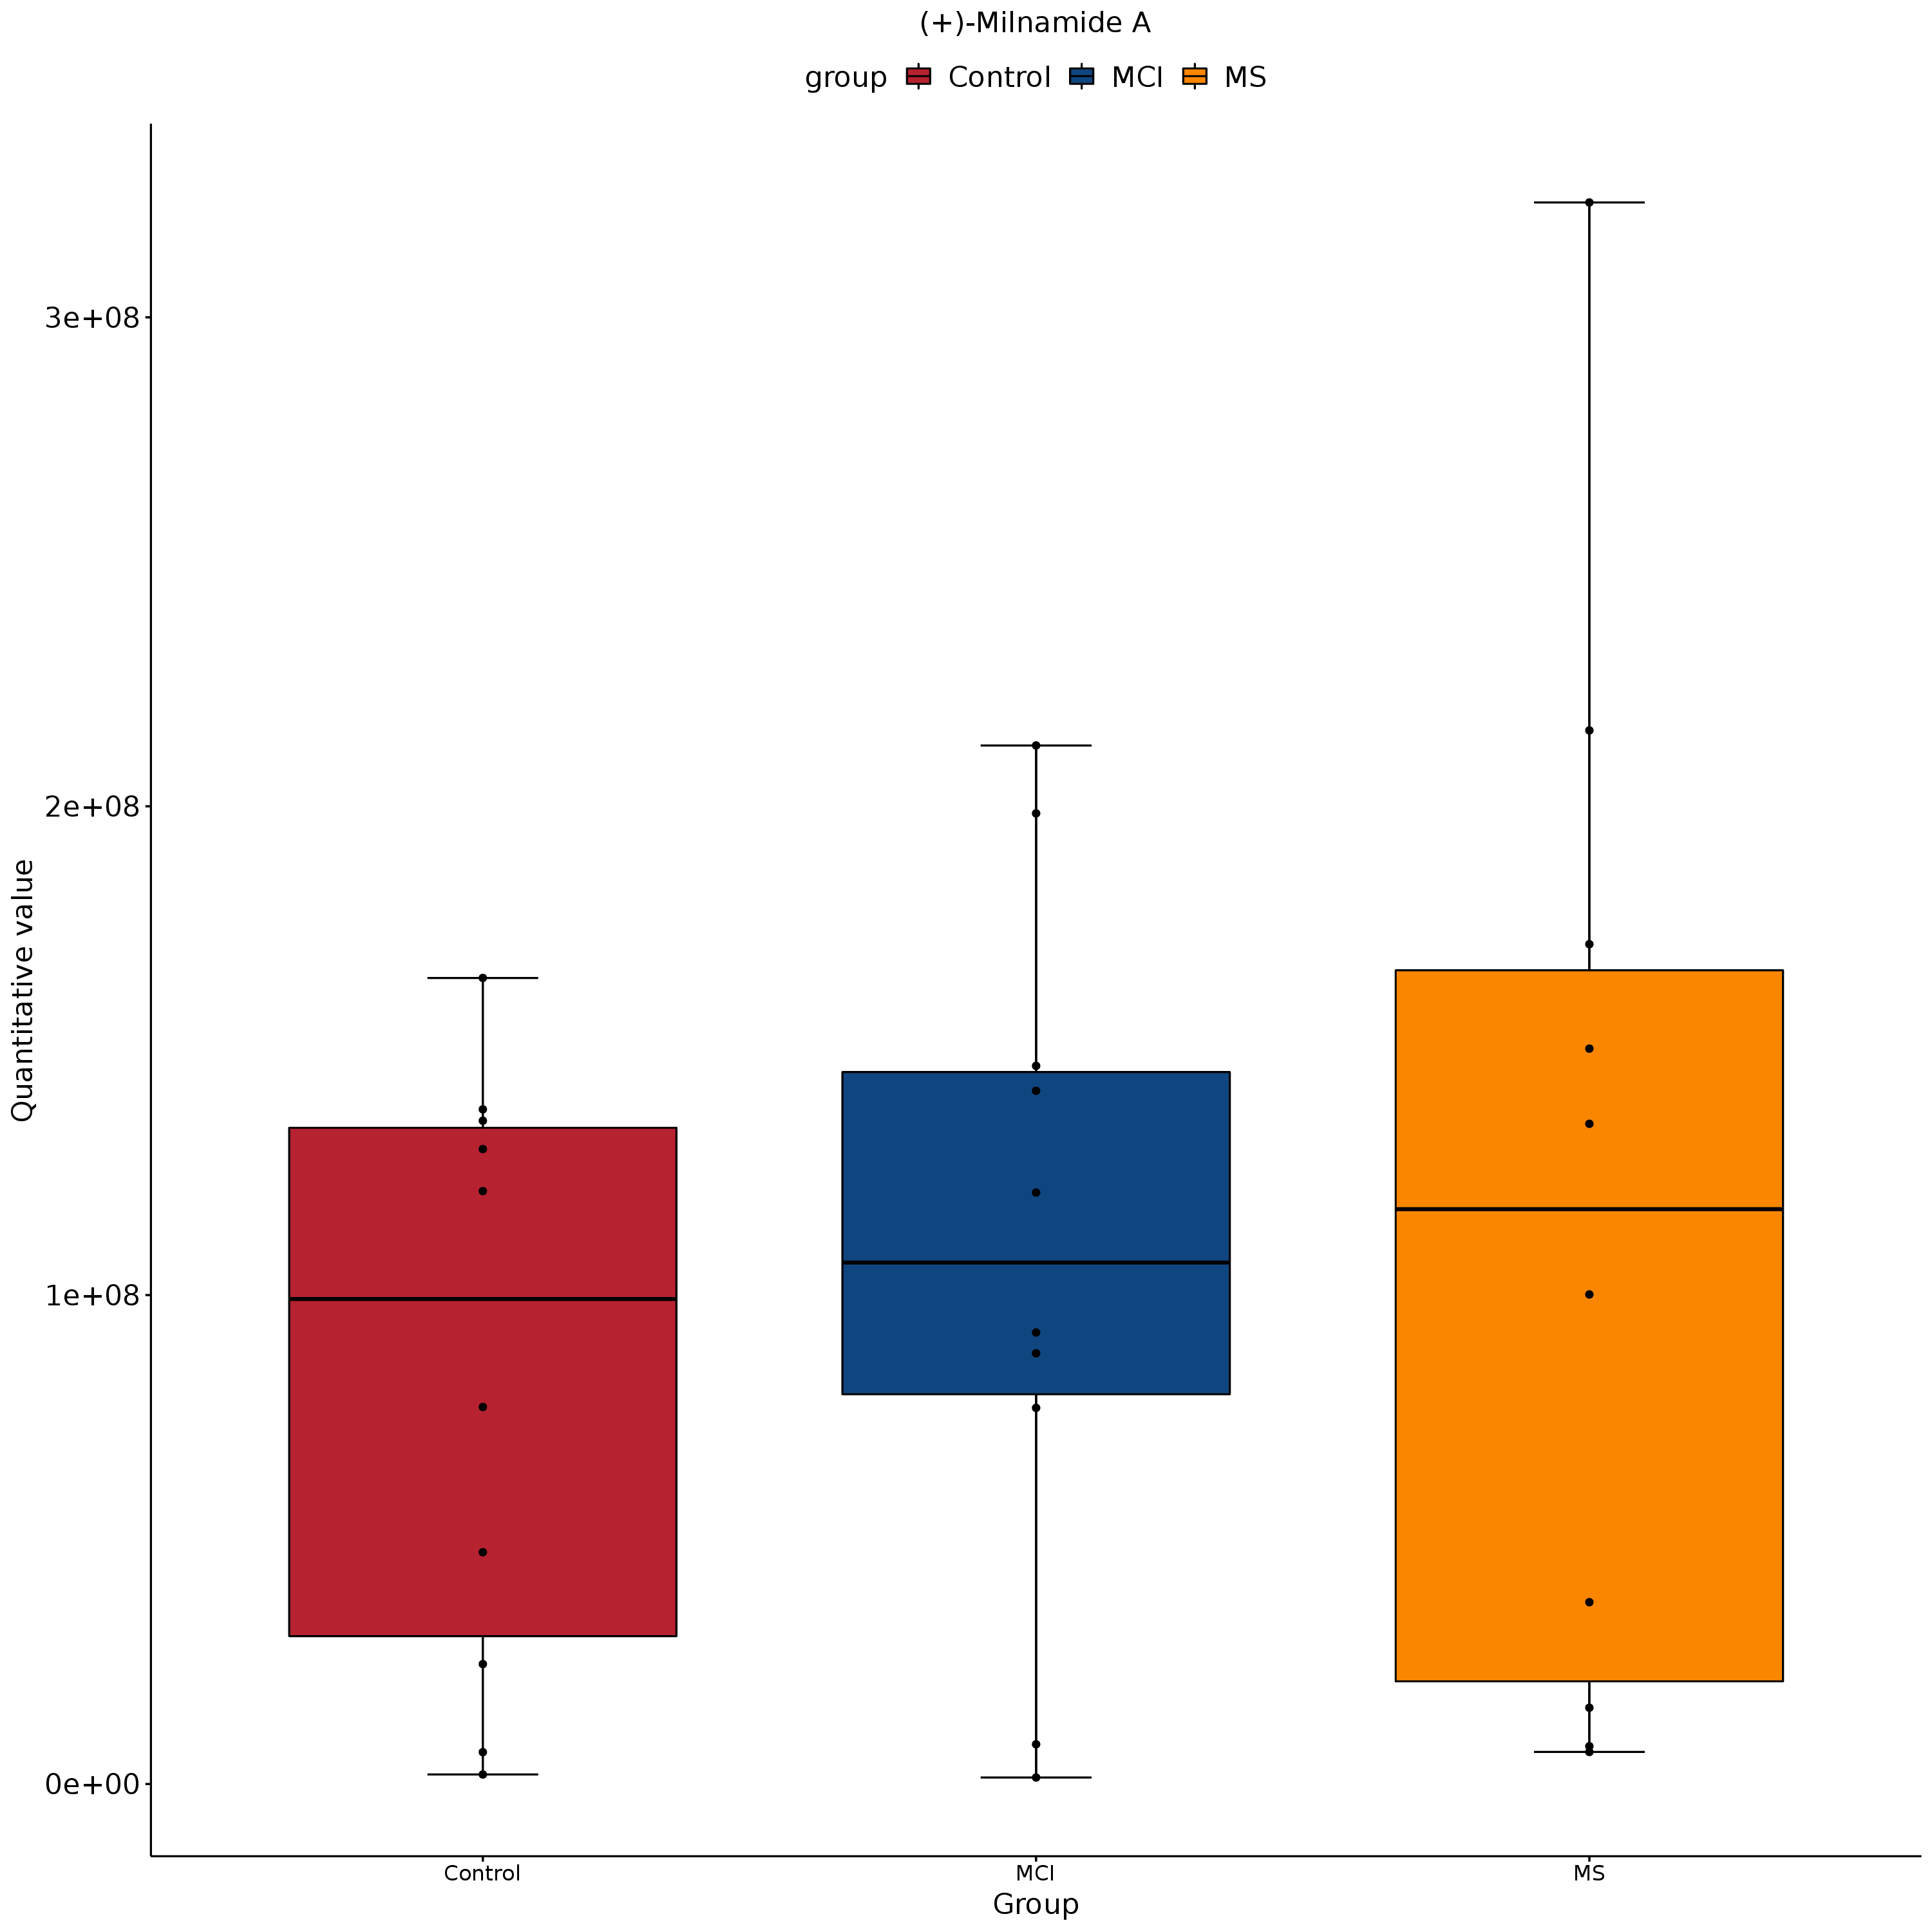 (+)-Milnamide A
group Control MCI MS
Quantitative value
3e+08
2e+08
1e+08
0e+00
Control MCI MS
Group